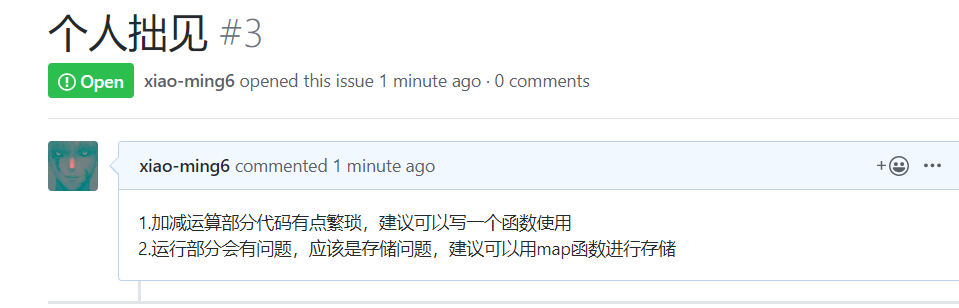 个人拙见 #3
Open xiao-ming6 opened this issue 1 minute ago · 0 comments
xiao-ming6 commented 1 minute ago
1.加减运算部分代码有点繁琐，建议可以写一个函数使用
2.运行部分会有问题，应该是存储问题，建议可以用map函数进行存储